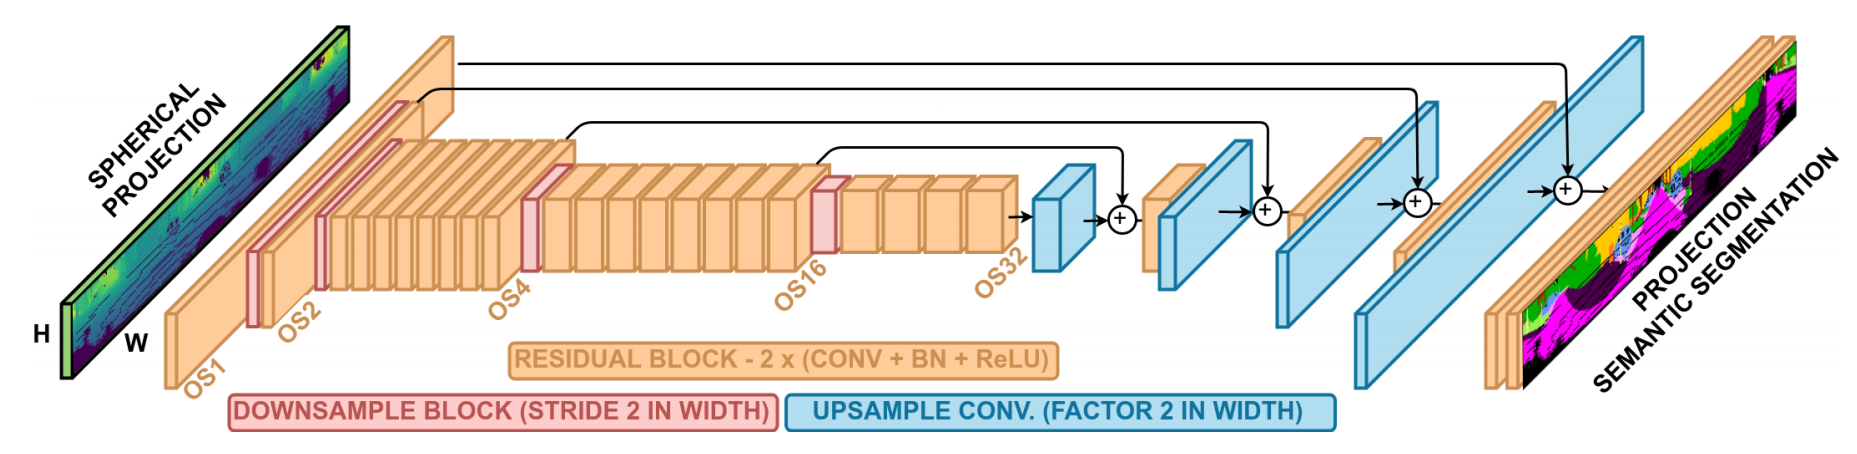 SPHERICAL
PROJECTION
H
W
OS1
OS2
OS4
OS16
OS32
+
+
+
+
PROJECTION
SEMANTIC SEGMENTATION
RESIDUAL BLOCK - 2 x (CONV + BN + ReLU)
DOWNSAMPLE BLOCK (STRIDE 2 IN WIDTH)
UPSAMPLE CONV. (FACTOR 2 IN WIDTH)